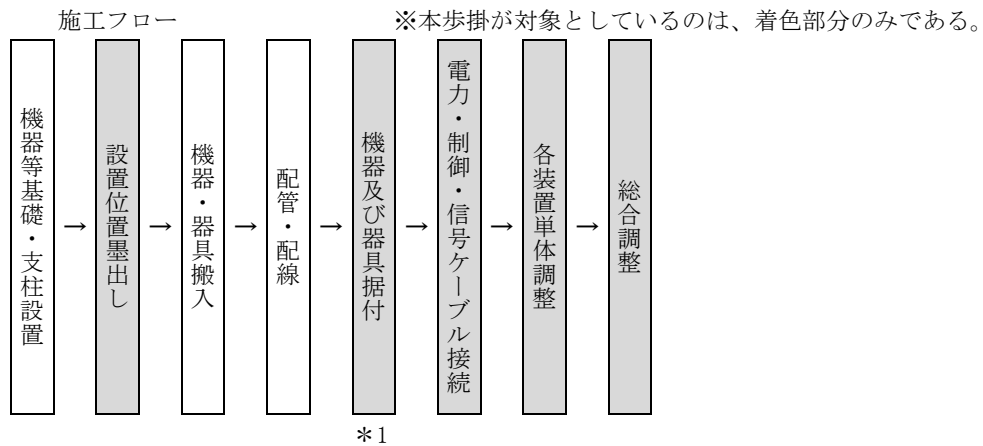 施工フロー
※本歩掛が対象としているのは、着色部分のみである。
機器等基礎・支柱設置
→
設置位置墨出し
→
機器・器具搬入
→
配管・配線
→
機器及び器具据付
→
電力・制御・信号ケーブル接続
→
各装置単体調整
→
総合調整
＊1